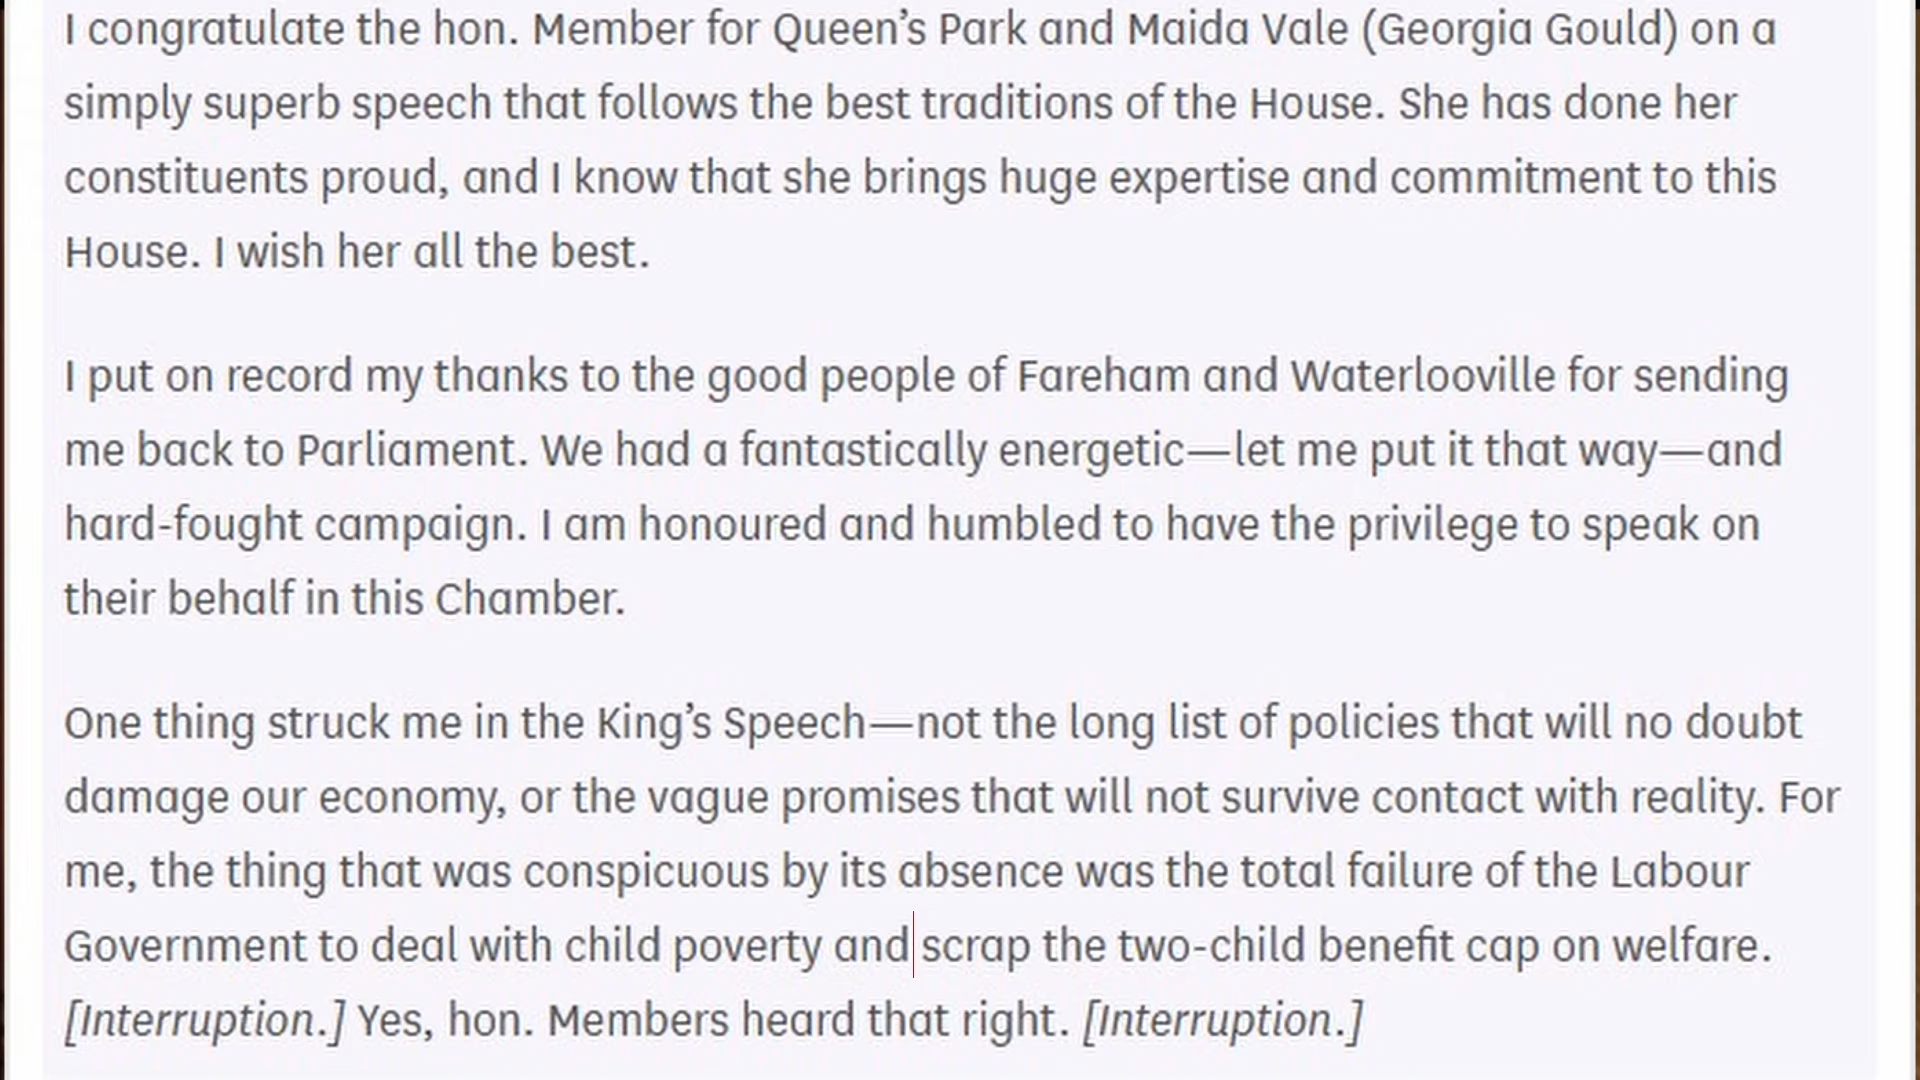 I congratulate the hon. Member for Queen’s Park and Maida Vale (Georgia Gould) on a
simply superb speech that follows the best traditions of the House. She has done her
constituents proud, and I know that she brings huge expertise and commitment to this
House. I wish her all the best.
I put on record my thanks to the good people of Fareham and Waterlooville for sending
me back to Parliament. We had a fantastically energetic—let me put it that way—and
hard-fought campaign. I am honoured and humbled to have the privilege to speak on
their behalf in this Chamber.
One thing struck me in the King’s Speech—not the long list of policies that will no doubt
damage our economy, or the vague promises that will not survive contact with reality. For
me, the thing that was conspicuous by its absence was the total failure of the Labour
Government to deal with child poverty and scrap the two-child benefit cap on welfare.
[Interruption.] Yes, hon. Members heard that right. [Interruption.]